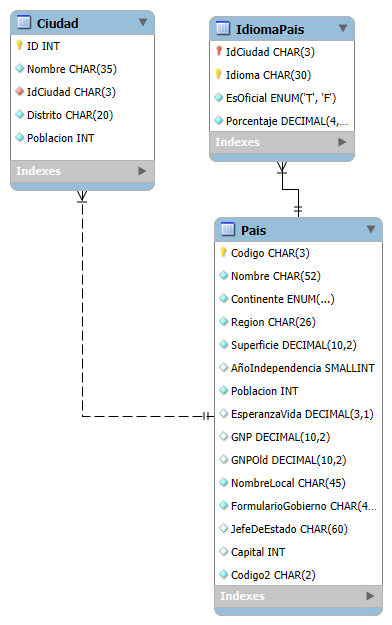 Ciudad
ID INT
Nombre CHAR(35)
IdCiudad CHAR(3)
Distrito CHAR(20)
Poblacion INT
Indexes
IdiomaPais
IdCiudad CHAR(3)
Idioma CHAR(30)
EsOficial ENUM('T', 'F')
Porcentaje DECIMAL(4,...
Indexes
Pais
Codigo CHAR(3)
Nombre CHAR(52)
Continente ENUM(...)
Region CHAR(26)
Superficie DECIMAL(10,2)
AñoIndependencia SMALLINT
Poblacion INT
EsperanzaVida DECIMAL(3,1)
GNP DECIMAL(10,2)
GNPOld DECIMAL(10,2)
NombreLocal CHAR(45)
FormularioGobierno CHAR(4...
JefeDeEstado CHAR(60)
Capital INT
Codigo2 CHAR(2)
Indexes